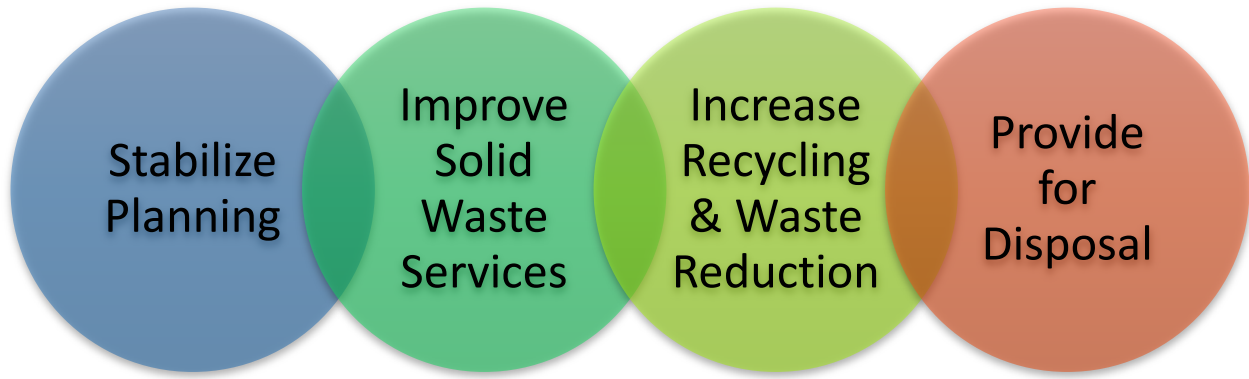 Stabilize
Planning
Improve
Solid
Waste
Services
Increase
Recycling
& Waste
Reduction
Provide
for
Disposal